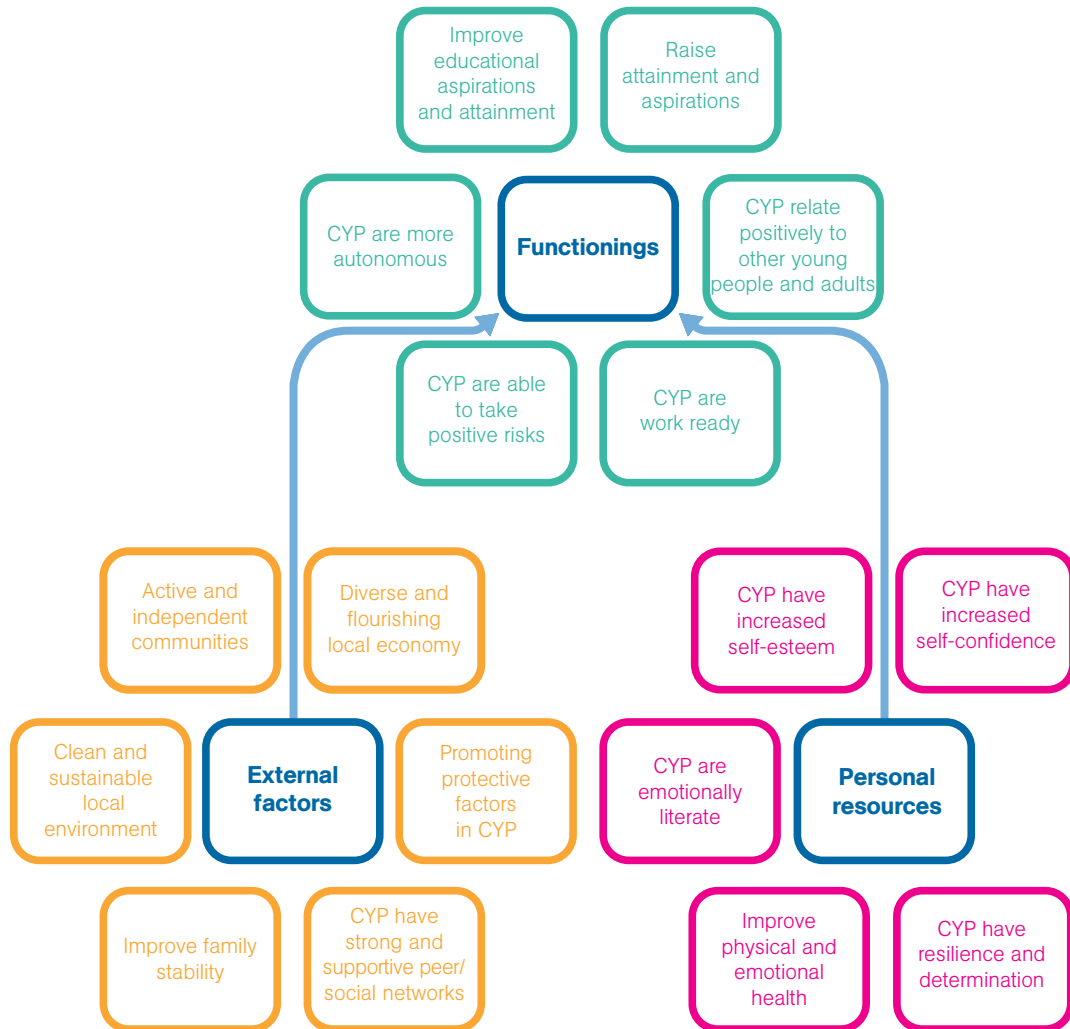 Improve
educational
aspirations
and attainment
Raise
attainment and
aspirations
CYP are more
autonomous
Functionings
CYP relate
positively to
other young
people and adults
CYP are able
to take
positive risks
CYP are
work ready
Active and
independent
communities
Diverse and
flourishing
local economy
CYP have
increased
self-esteem
CYP have
increased
self-confidence
Clean and
sustainable
local
environment
External
factors
Promoting
protective
factors
in CYP
CYP are
emotionally
literate
Personal
resources
Improve family
stability
CYP have
strong and
supportive peer/
social networks
Improve
physical and
emotional
health
CYP have
resilience and
determination